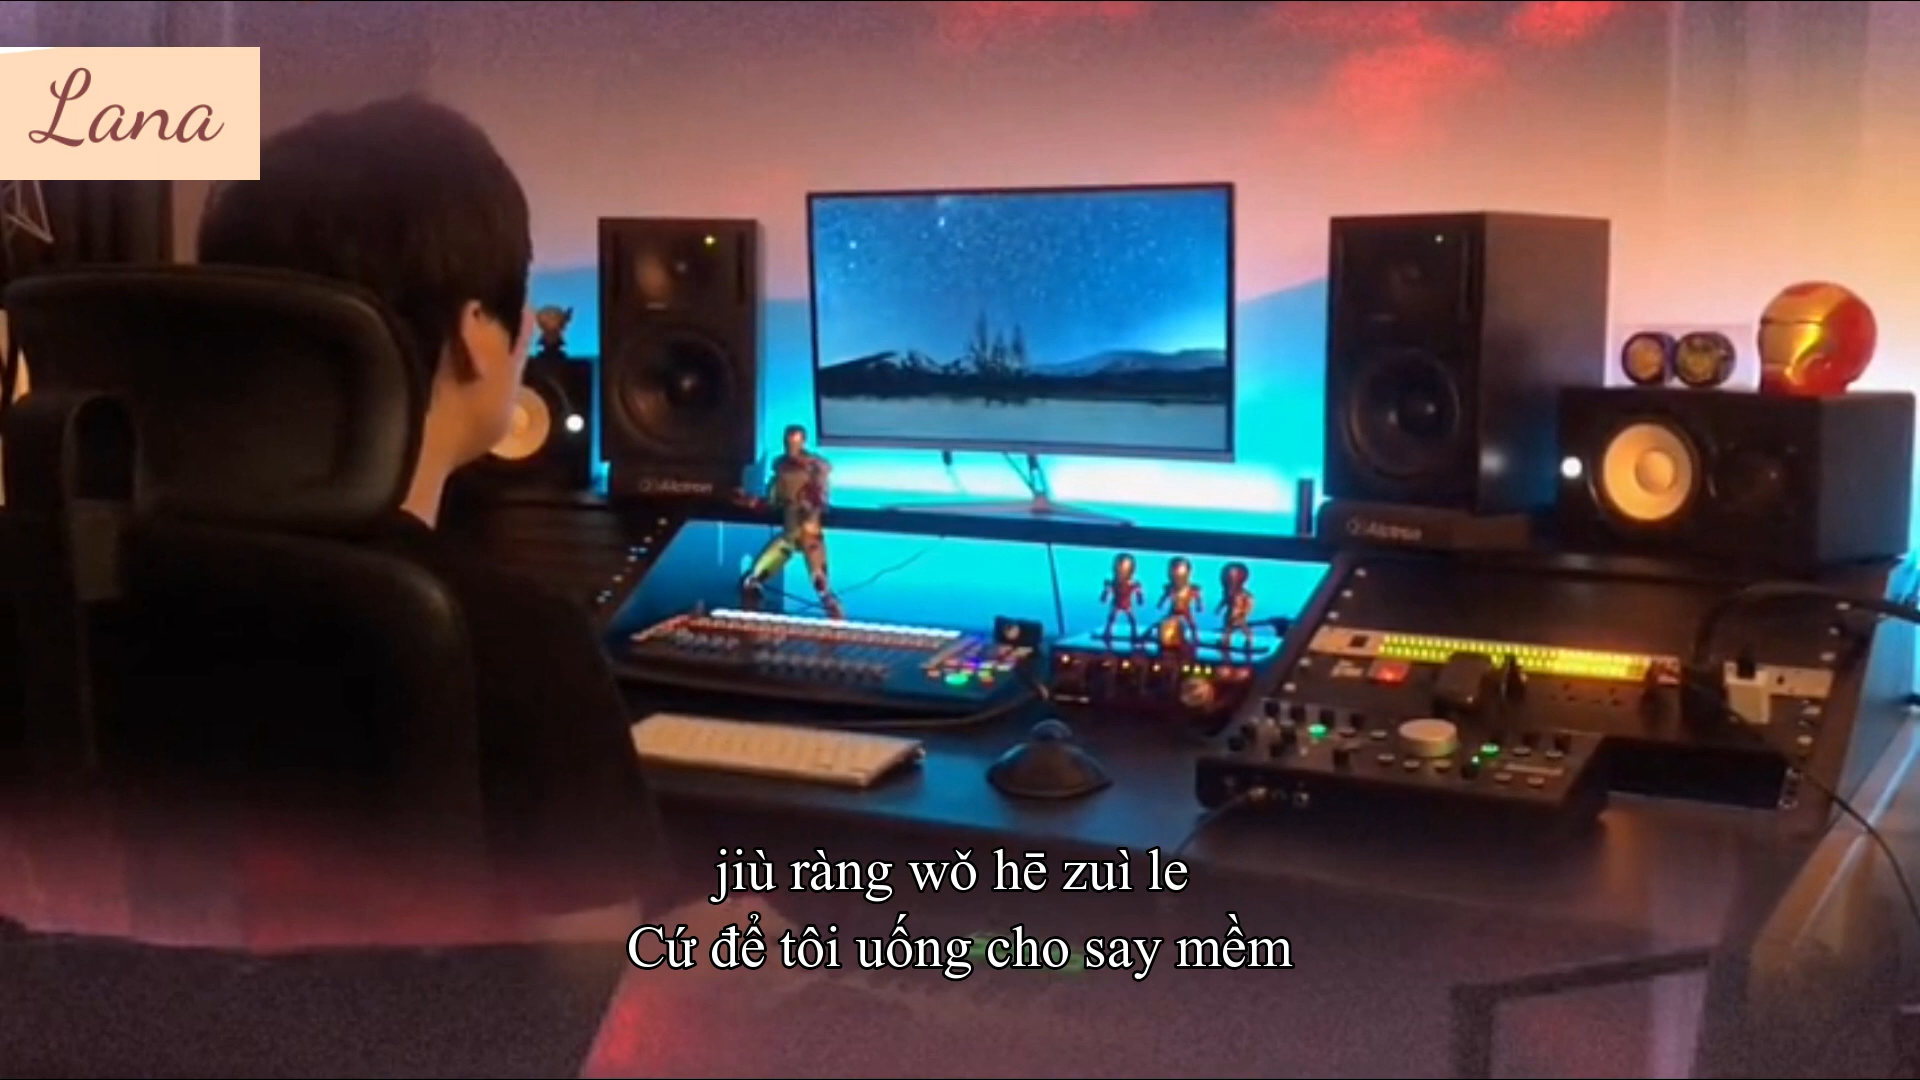 Lana
jiù ràng wǒ hē zuì le
Cứ để tôi uống cho say mềm